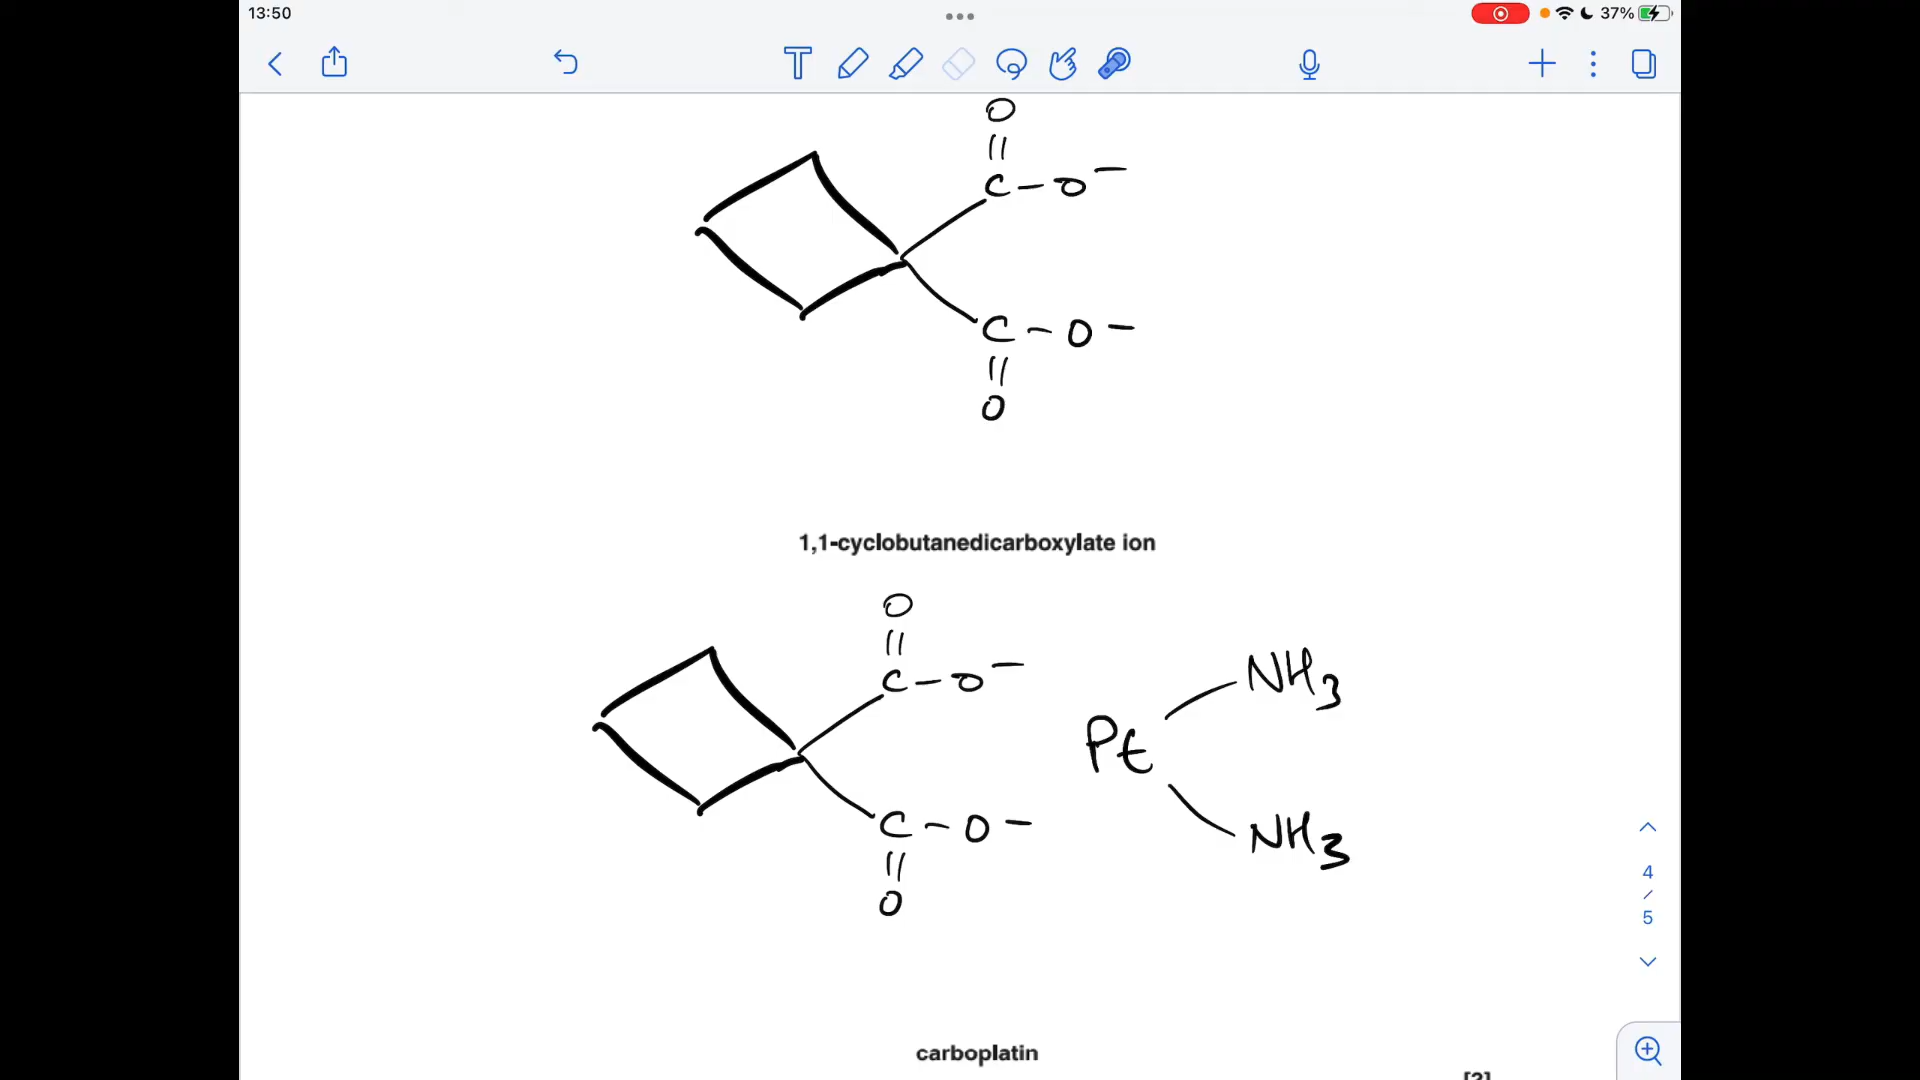 13:50
37%
T
O
||
C - O -
C - O -
||
O
1,1-cyclobutanedicarboxylate ion
O
||
C - O -
NH3
Pt
C - O -
NH3
||
O
4
/
5
carboplatin